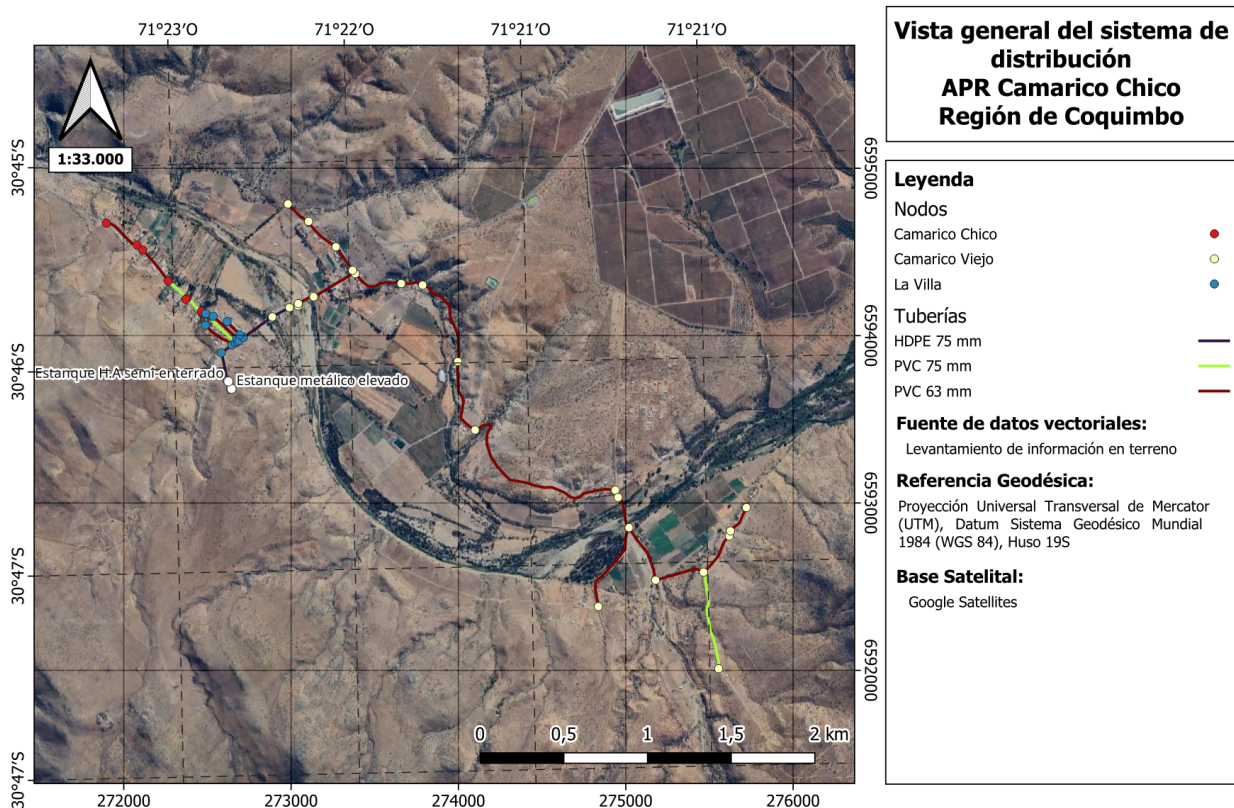 Vista general del sistema de
distribución
APR Camarico Chico
Región de Coquimbo
71°23'O
71°22'O
71°21'O
71°21'O
1:33.000
30°45'S
30°46'S
30°47'S
30°47'S
6595000
6594000
6593000
6592000
Estanque H.A semi-enterrado
Estanque metálico elevado
0 0,5 1 1,5 2 km
272000
273000
274000
275000
276000
Leyenda
Nodos
Camarico Chico
Camarico Viejo
La Villa
Tuberías
HDPE 75 mm
PVC 75 mm
PVC 63 mm
Fuente de datos vectoriales:
Levantamiento de información en terreno
Referencia Geodésica:
Proyección Universal Transversal de Mercator
(UTM), Datum Sistema Geodésico Mundial
1984 (WGS 84), Huso 19S
Base Satelital:
Google Satellites